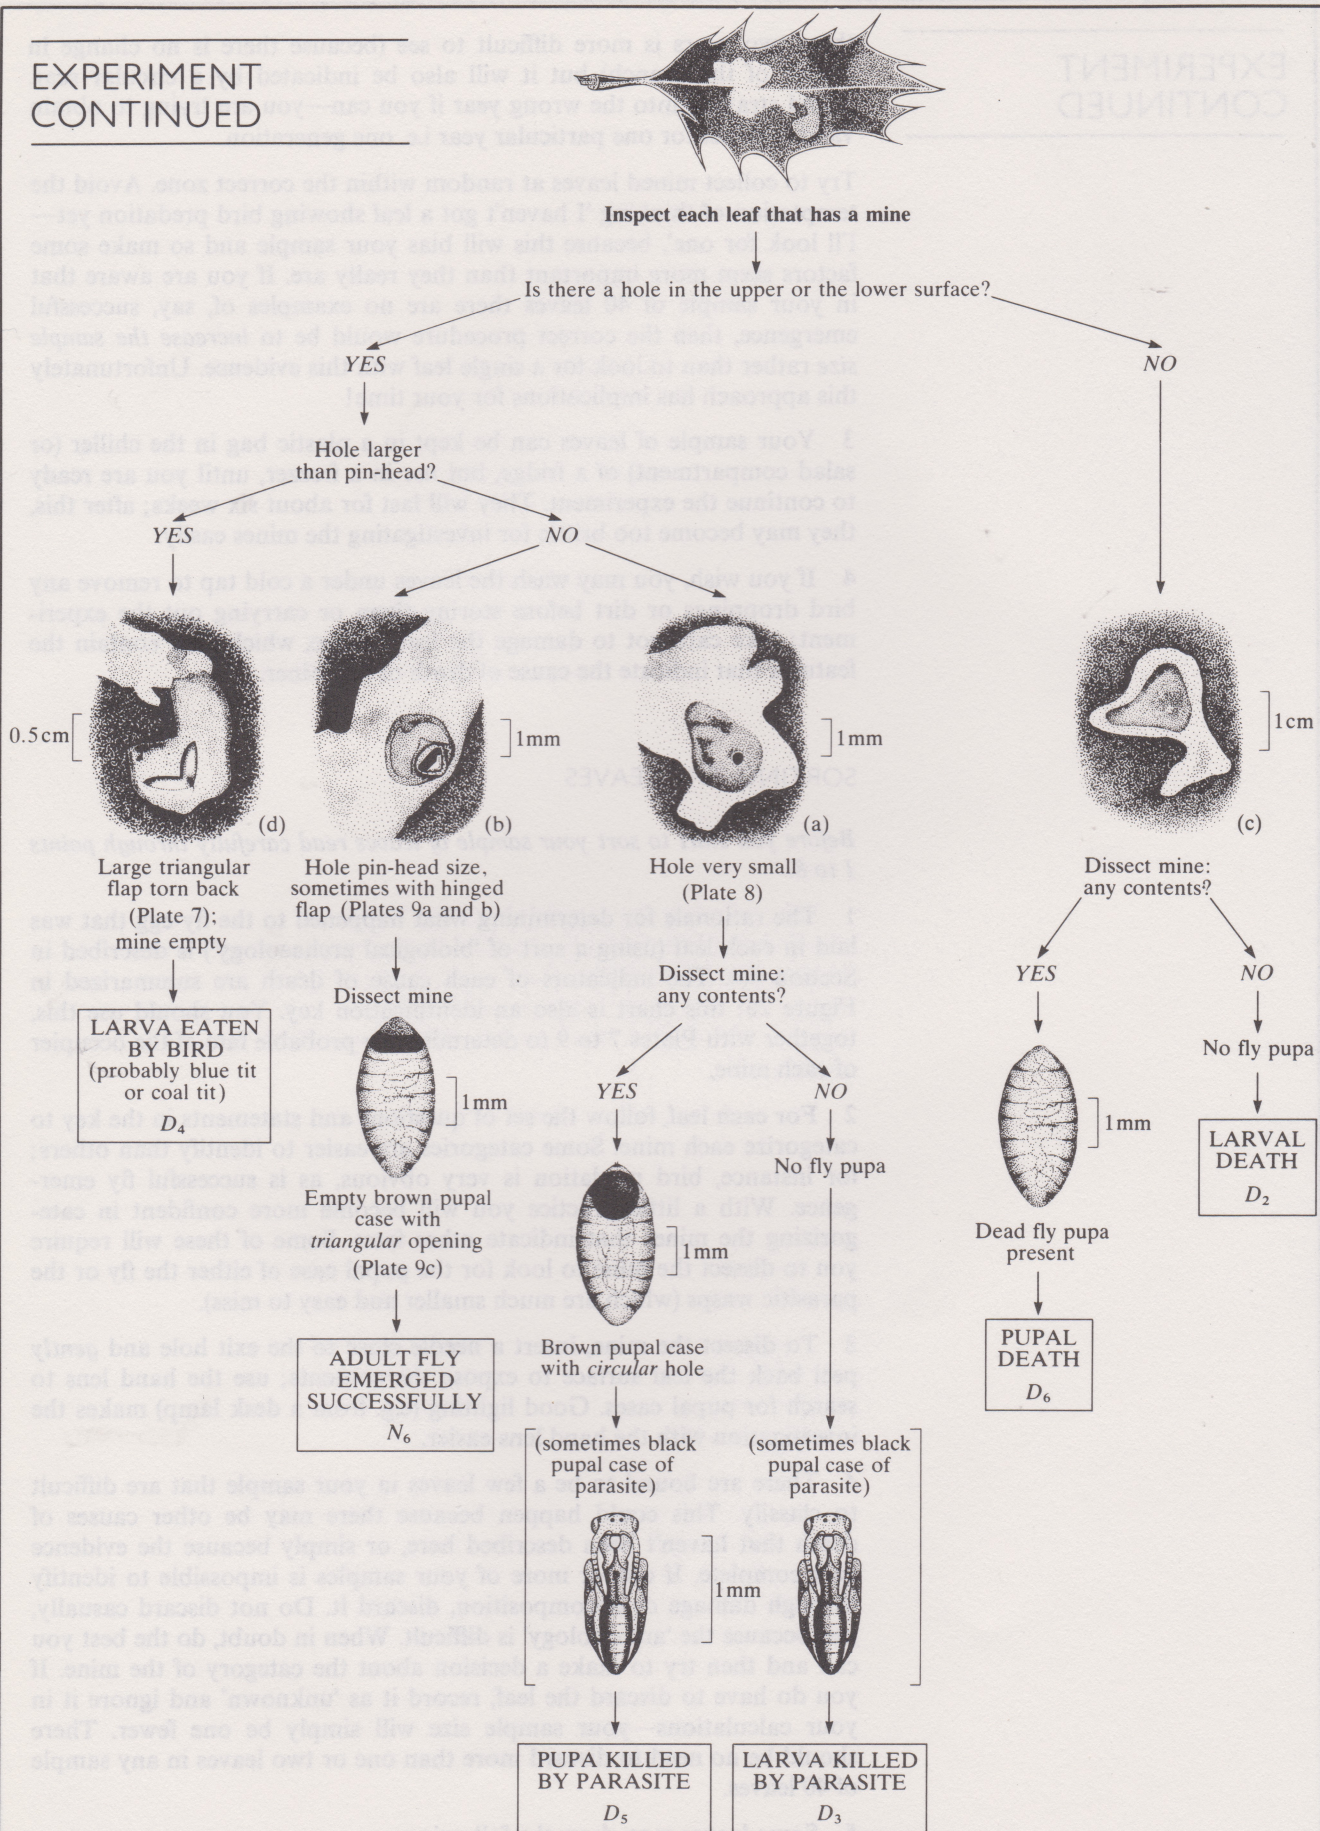 EXPERIMENT
CONTINUED
Inspect each leaf that has a mine
Is there a hole in the upper or the lower surface?
YES
NO
Hole larger
than pin-head?
YES
NO
0.5cm
(d)
1mm
(b)
1mm
(a)
1cm
(c)
Large triangular
flap torn back
(Plate 7);
mine empty
LARVA EATEN
BY BIRD
(probably blue tit
or coal tit)
D₄
Hole pin-head size,
sometimes with hinged
flap (Plates 9a and b)
Dissect mine
1mm
Empty brown pupal
case with
triangular opening
(Plate 9c)
ADULT FLY
EMERGED
SUCCESSFULLY
N₆
Hole very small
(Plate 8)
Dissect mine:
any contents?
YES
NO
No fly pupa
1mm
Brown pupal case
with circular hole
(sometimes black
pupal case of
parasite)
(sometimes black
pupal case of
parasite)
1mm
PUPA KILLED
BY PARASITE
D₅
LARVA KILLED
BY PARASITE
D₃
Dissect mine:
any contents?
YES
NO
1mm
Dead fly pupa
present
PUPAL
DEATH
D₆
No fly pupa
LARVAL
DEATH
D₂